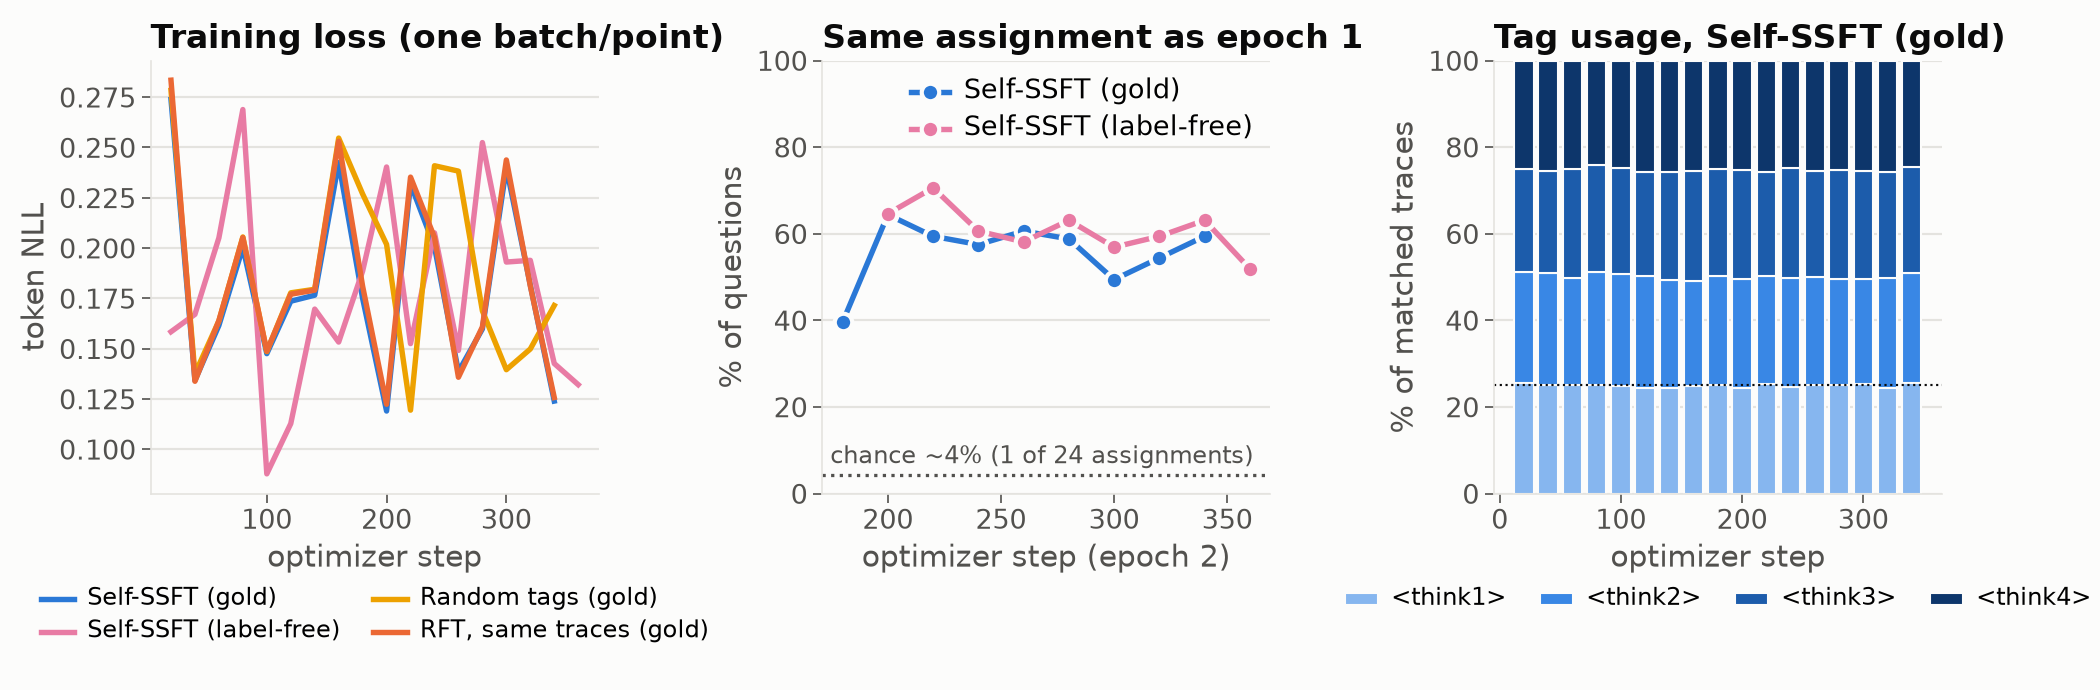 Training loss (one batch/point)
token NLL
0.275
0.250
0.225
0.200
0.175
0.150
0.125
0.100
100 200 300
optimizer step
Self-SSFT (gold)
Self-SSFT (label-free)
Random tags (gold)
RFT, same traces (gold)
Same assignment as epoch 1
% of questions
100
80
60
40
20
0
Self-SSFT (gold)
Self-SSFT (label-free)
chance ~4% (1 of 24 assignments)
200 250 300 350
optimizer step (epoch 2)
Tag usage, Self-SSFT (gold)
% of matched traces
100
80
60
40
20
0
0 100 200 300
optimizer step
<think1> <think2> <think3> <think4>